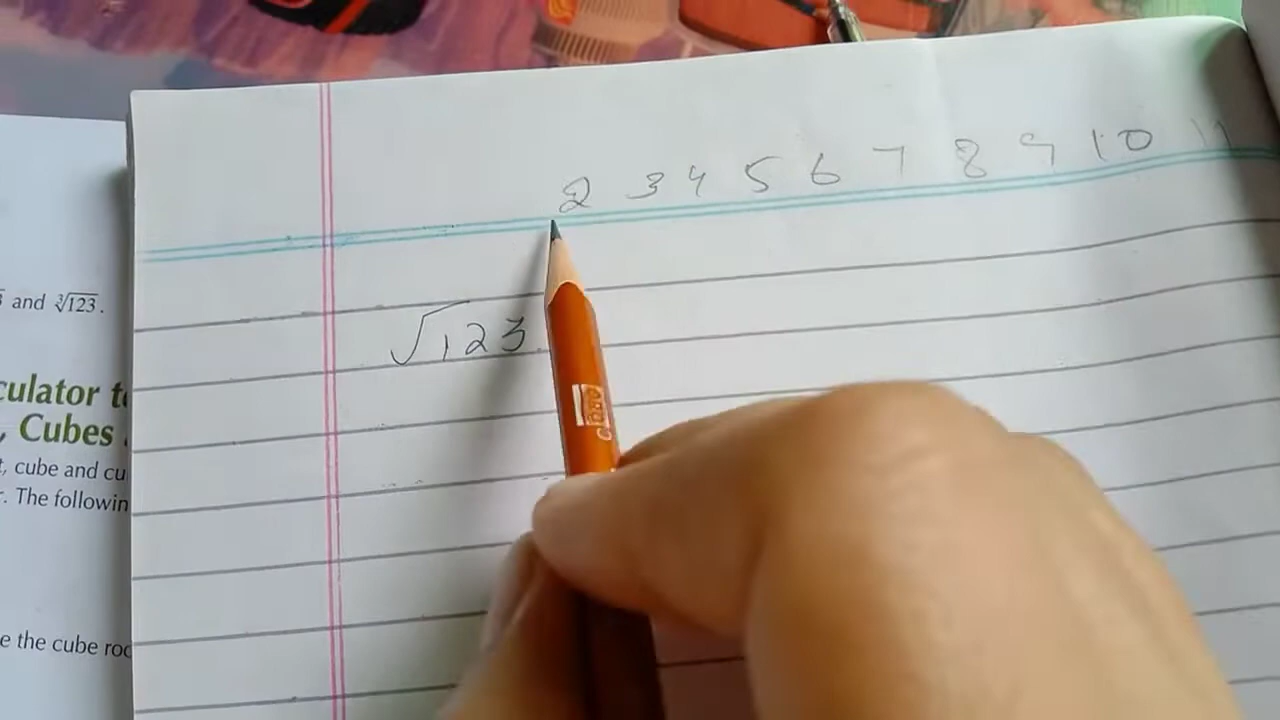 2 3 4 5 6 7 8 9 10 11
√123
and ∛123.
culator t
, Cubes
t, cube and cu
r. The followin
e the cube roo